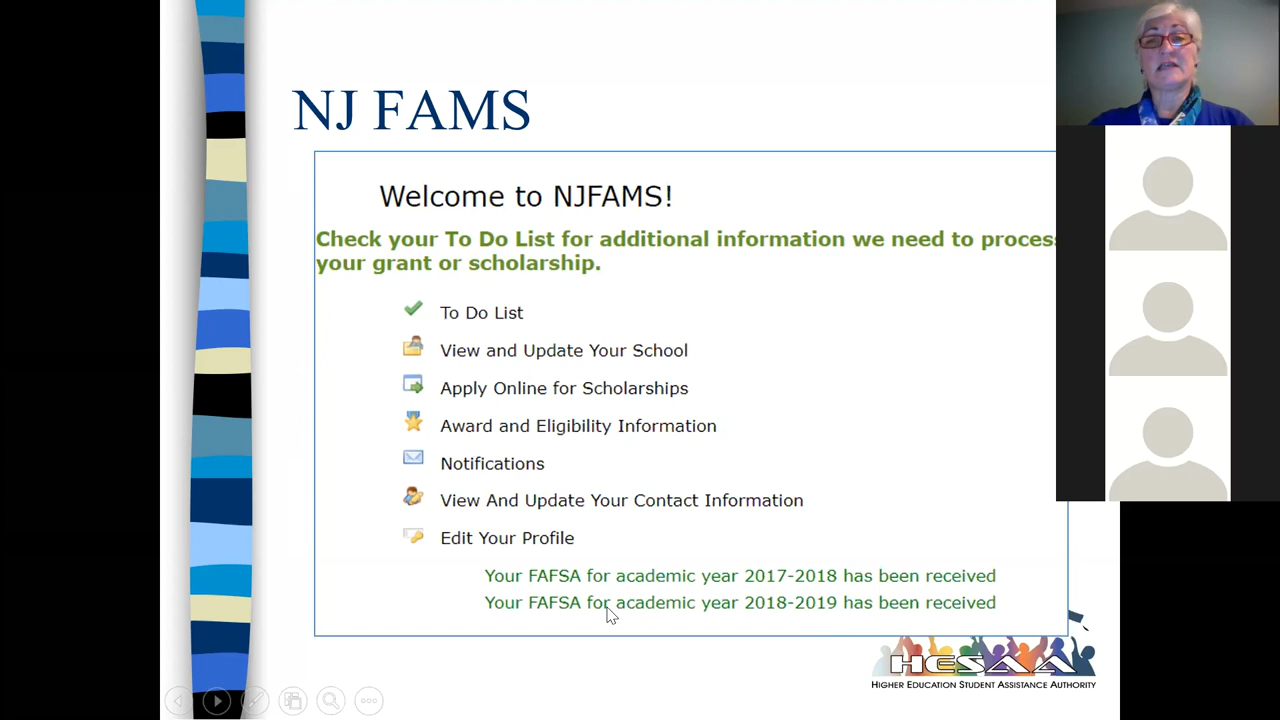 NJ FAMS
Welcome to NJFAMS!
Check your To Do List for additional information we need to process
your grant or scholarship.
To Do List
View and Update Your School
Apply Online for Scholarships
Award and Eligibility Information
Notifications
View And Update Your Contact Information
Edit Your Profile
Your FAFSA for academic year 2017-2018 has been received
Your FAFSA for academic year 2018-2019 has been received
HESAA
HIGHER EDUCATION STUDENT ASSISTANCE AUTHORITY